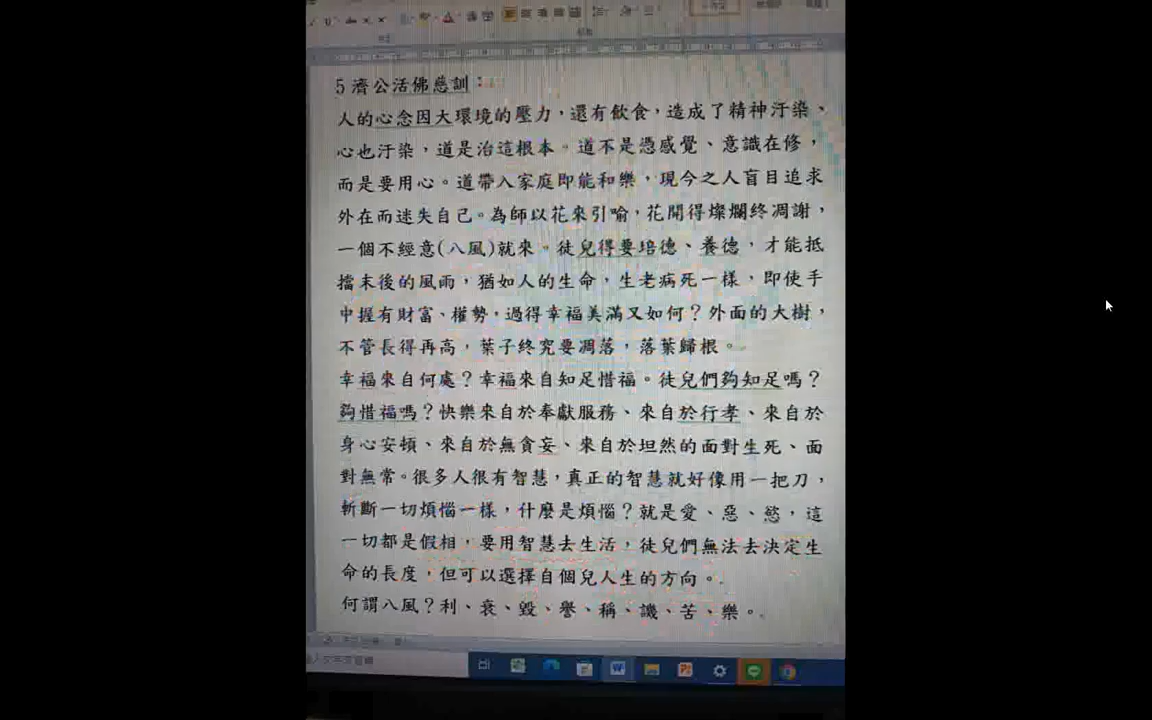 5 濟公活佛慈訓：
人的心念因大環境的壓力，還有飲食，造成了精神汙染、
心也汙染，道是治這根本。道不是憑感覺、意識在修，
而是要用心。道帶入家庭即能和樂，現今之人盲目追求
外在而迷失自己。為師以花來引喻，花開得燦爛終凋謝，
一個不經意(八風)就來。徒兒得要培德、養德，才能抵
擋末後的風雨，猶如人的生命，生老病死一樣，即使手
中握有財富、權勢，過得幸福美滿又如何？外面的大樹，
不管長得再高，葉子終究要凋落，落葉歸根。
幸福來自何處？幸福來自知足惜福。徒兒們夠知足嗎？
夠惜福嗎？快樂來自於奉獻服務、來自於行孝、來自於
身心安頓、來自於無貪妄、來自於坦然的面對生死、面
對無常。很多人很有智慧，真正的智慧就好像用一把刀，
斬斷一切煩惱一樣，什麼是煩惱？就是愛、惡、慾，這
一切都是假相，要用智慧去生活，徒兒們無法去決定生
命的長度，但可以選擇自個兒人生的方向。
何謂八風？利、衰、毀、譽、稱、譏、苦、樂。